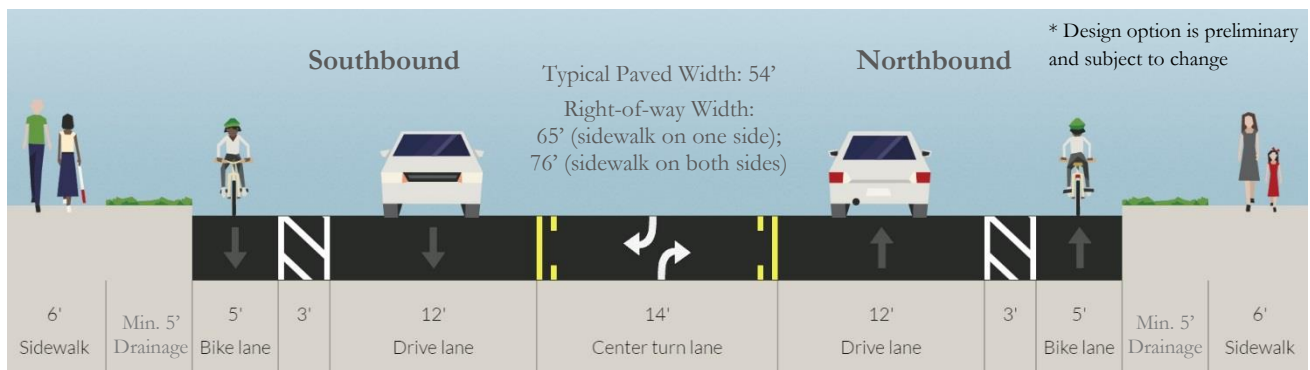 Southbound
Typical Paved Width: 54’
Right-of-way Width:
65’ (sidewalk on one side);
76’ (sidewalk on both sides)
Northbound
* Design option is preliminary
and subject to change
6'
Sidewalk
Min. 5’
Drainage
5'
Bike lane
3'
12'
Drive lane
14'
Center turn lane
12'
Drive lane
3'
5'
Bike lane
Min. 5’
Drainage
6'
Sidewalk